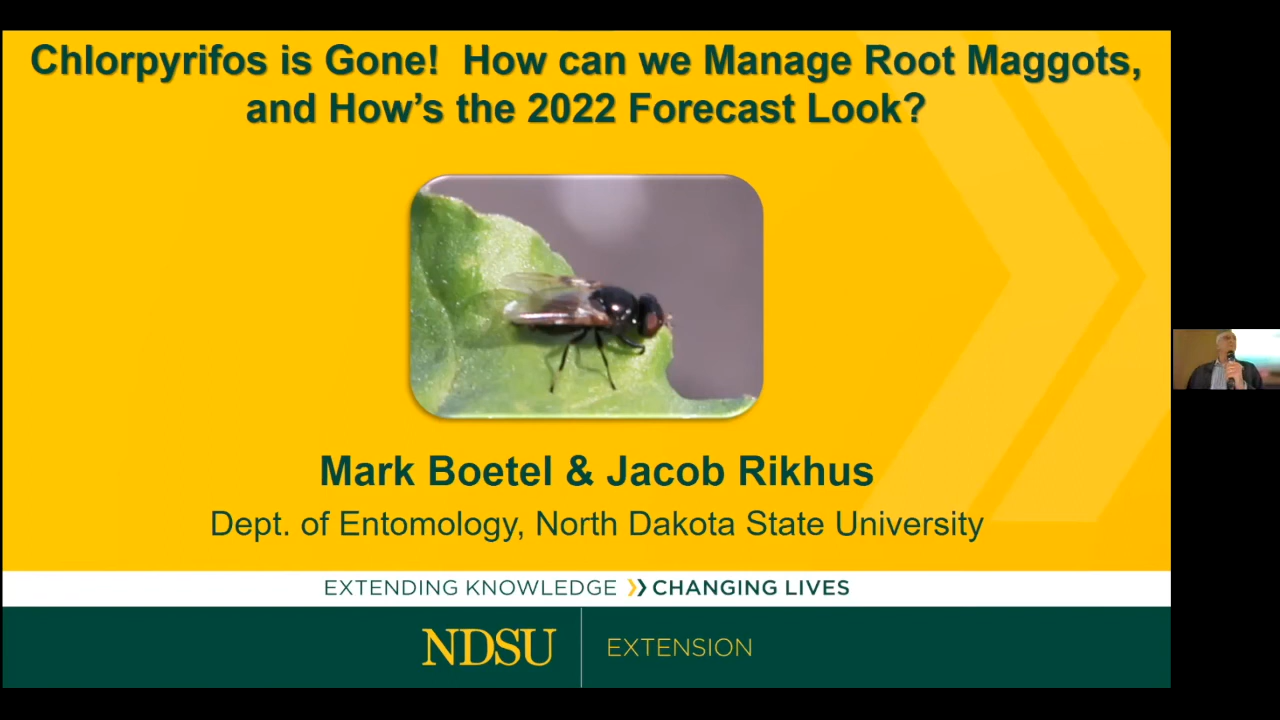 Chlorpyrifos is Gone!  How can we Manage Root Maggots,
and How’s the 2022 Forecast Look?
Mark Boetel & Jacob Rikhus
Dept. of Entomology, North Dakota State University
EXTENDING KNOWLEDGE CHANGING LIVES
NDSU EXTENSION